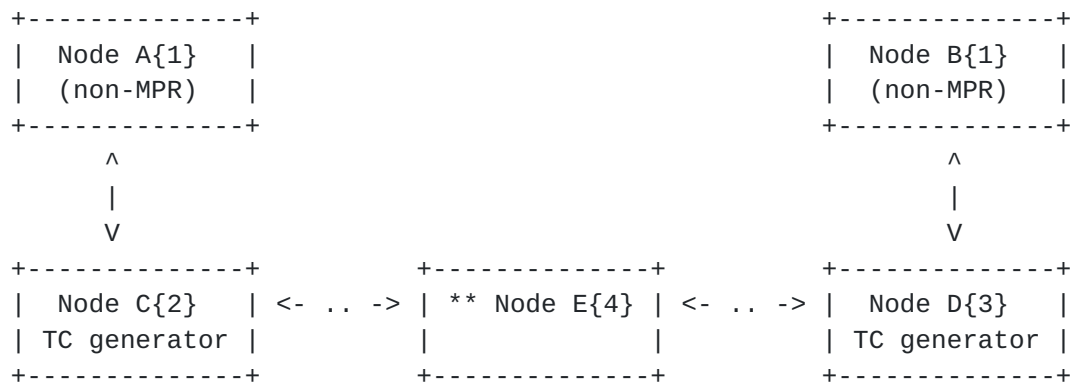 +--------------+                                  +--------------+
|  Node A{1}   |                                  |  Node B{1}   |
|  (non-MPR)   |                                  |  (non-MPR)   |
+--------------+                                  +--------------+
      ^                                                  ^
      |                                                  |
      V                                                  V
+--------------+          +--------------+          +--------------+
|  Node C{2}   | <- .. -> | ** Node E{4} | <- .. -> |  Node D{3}   |
| TC generator |          |              |          | TC generator |
+--------------+          +--------------+          +--------------+